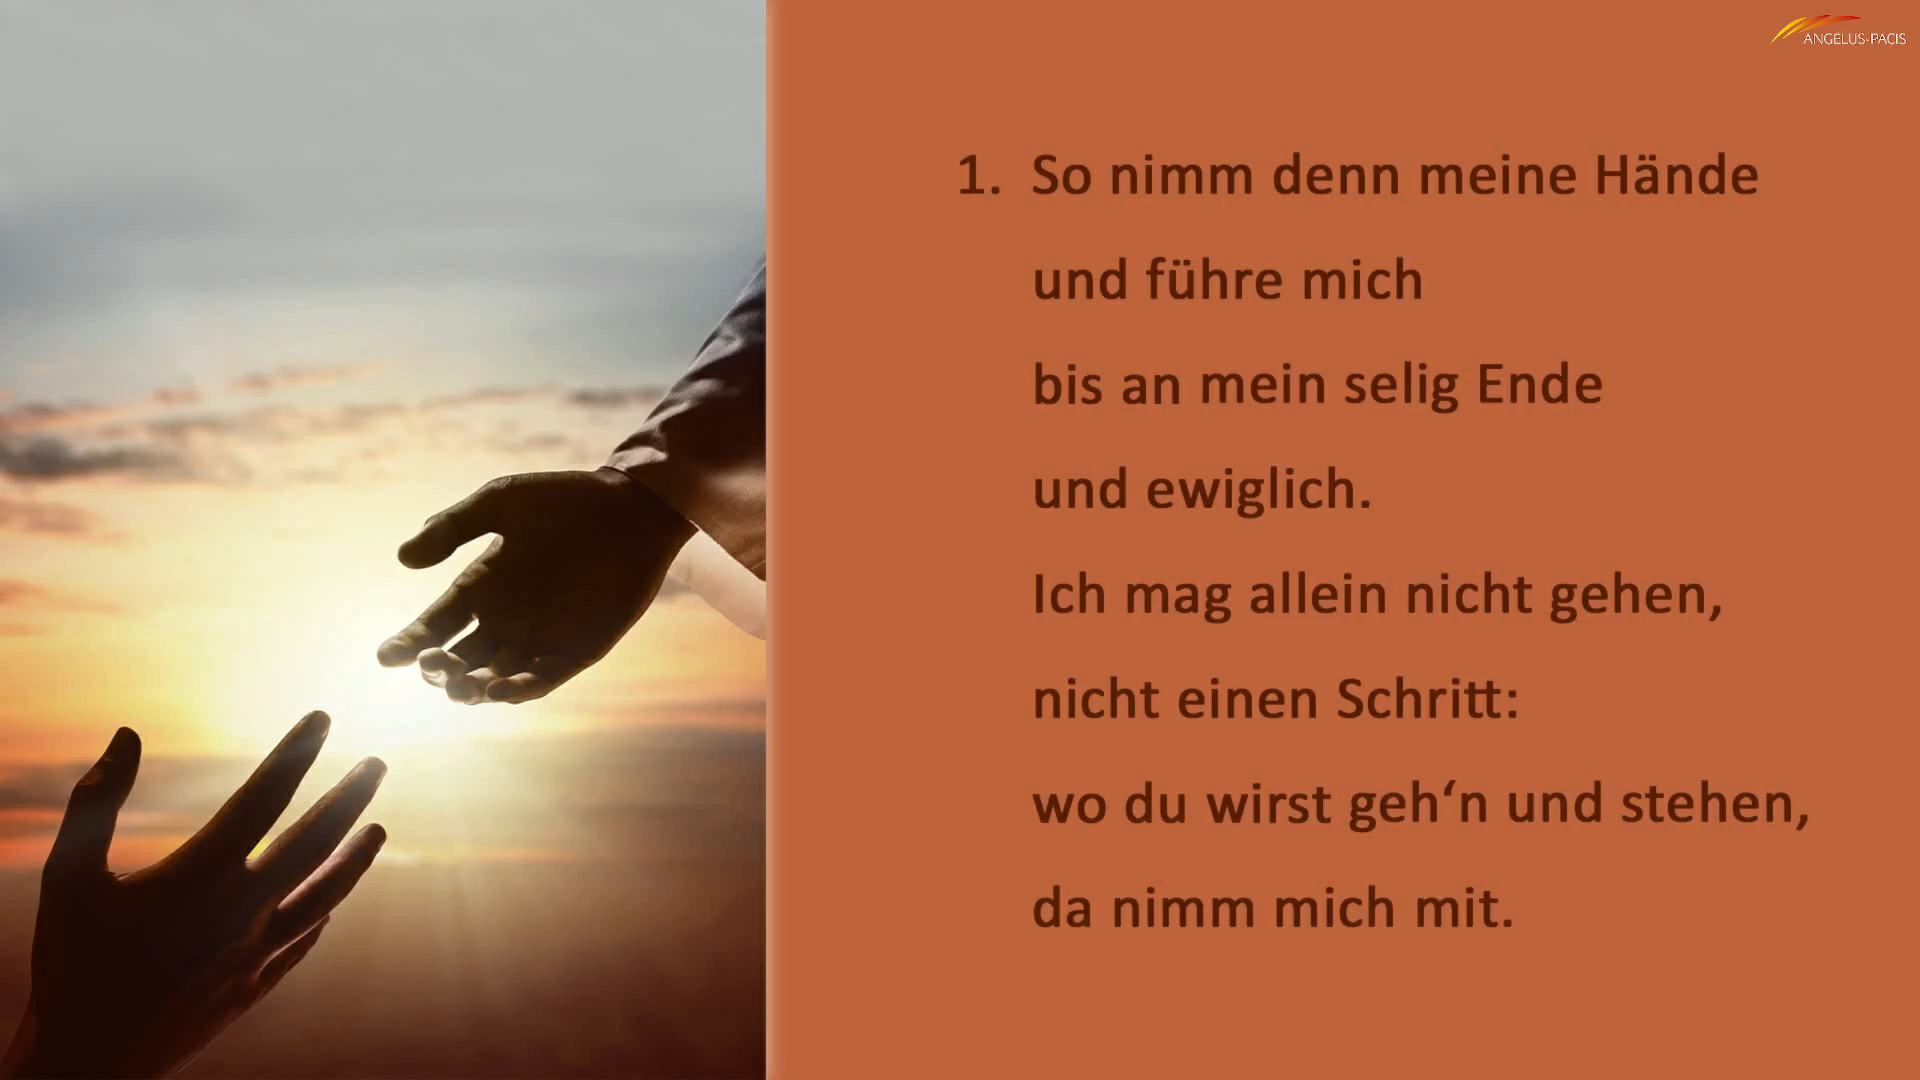 ANGELUS-PACIS
1. So nimm denn meine Hände
und führe mich
bis an mein selig Ende
und ewiglich.
Ich mag allein nicht gehen,
nicht einen Schritt:
wo du wirst geh‘n und stehen,
da nimm mich mit.